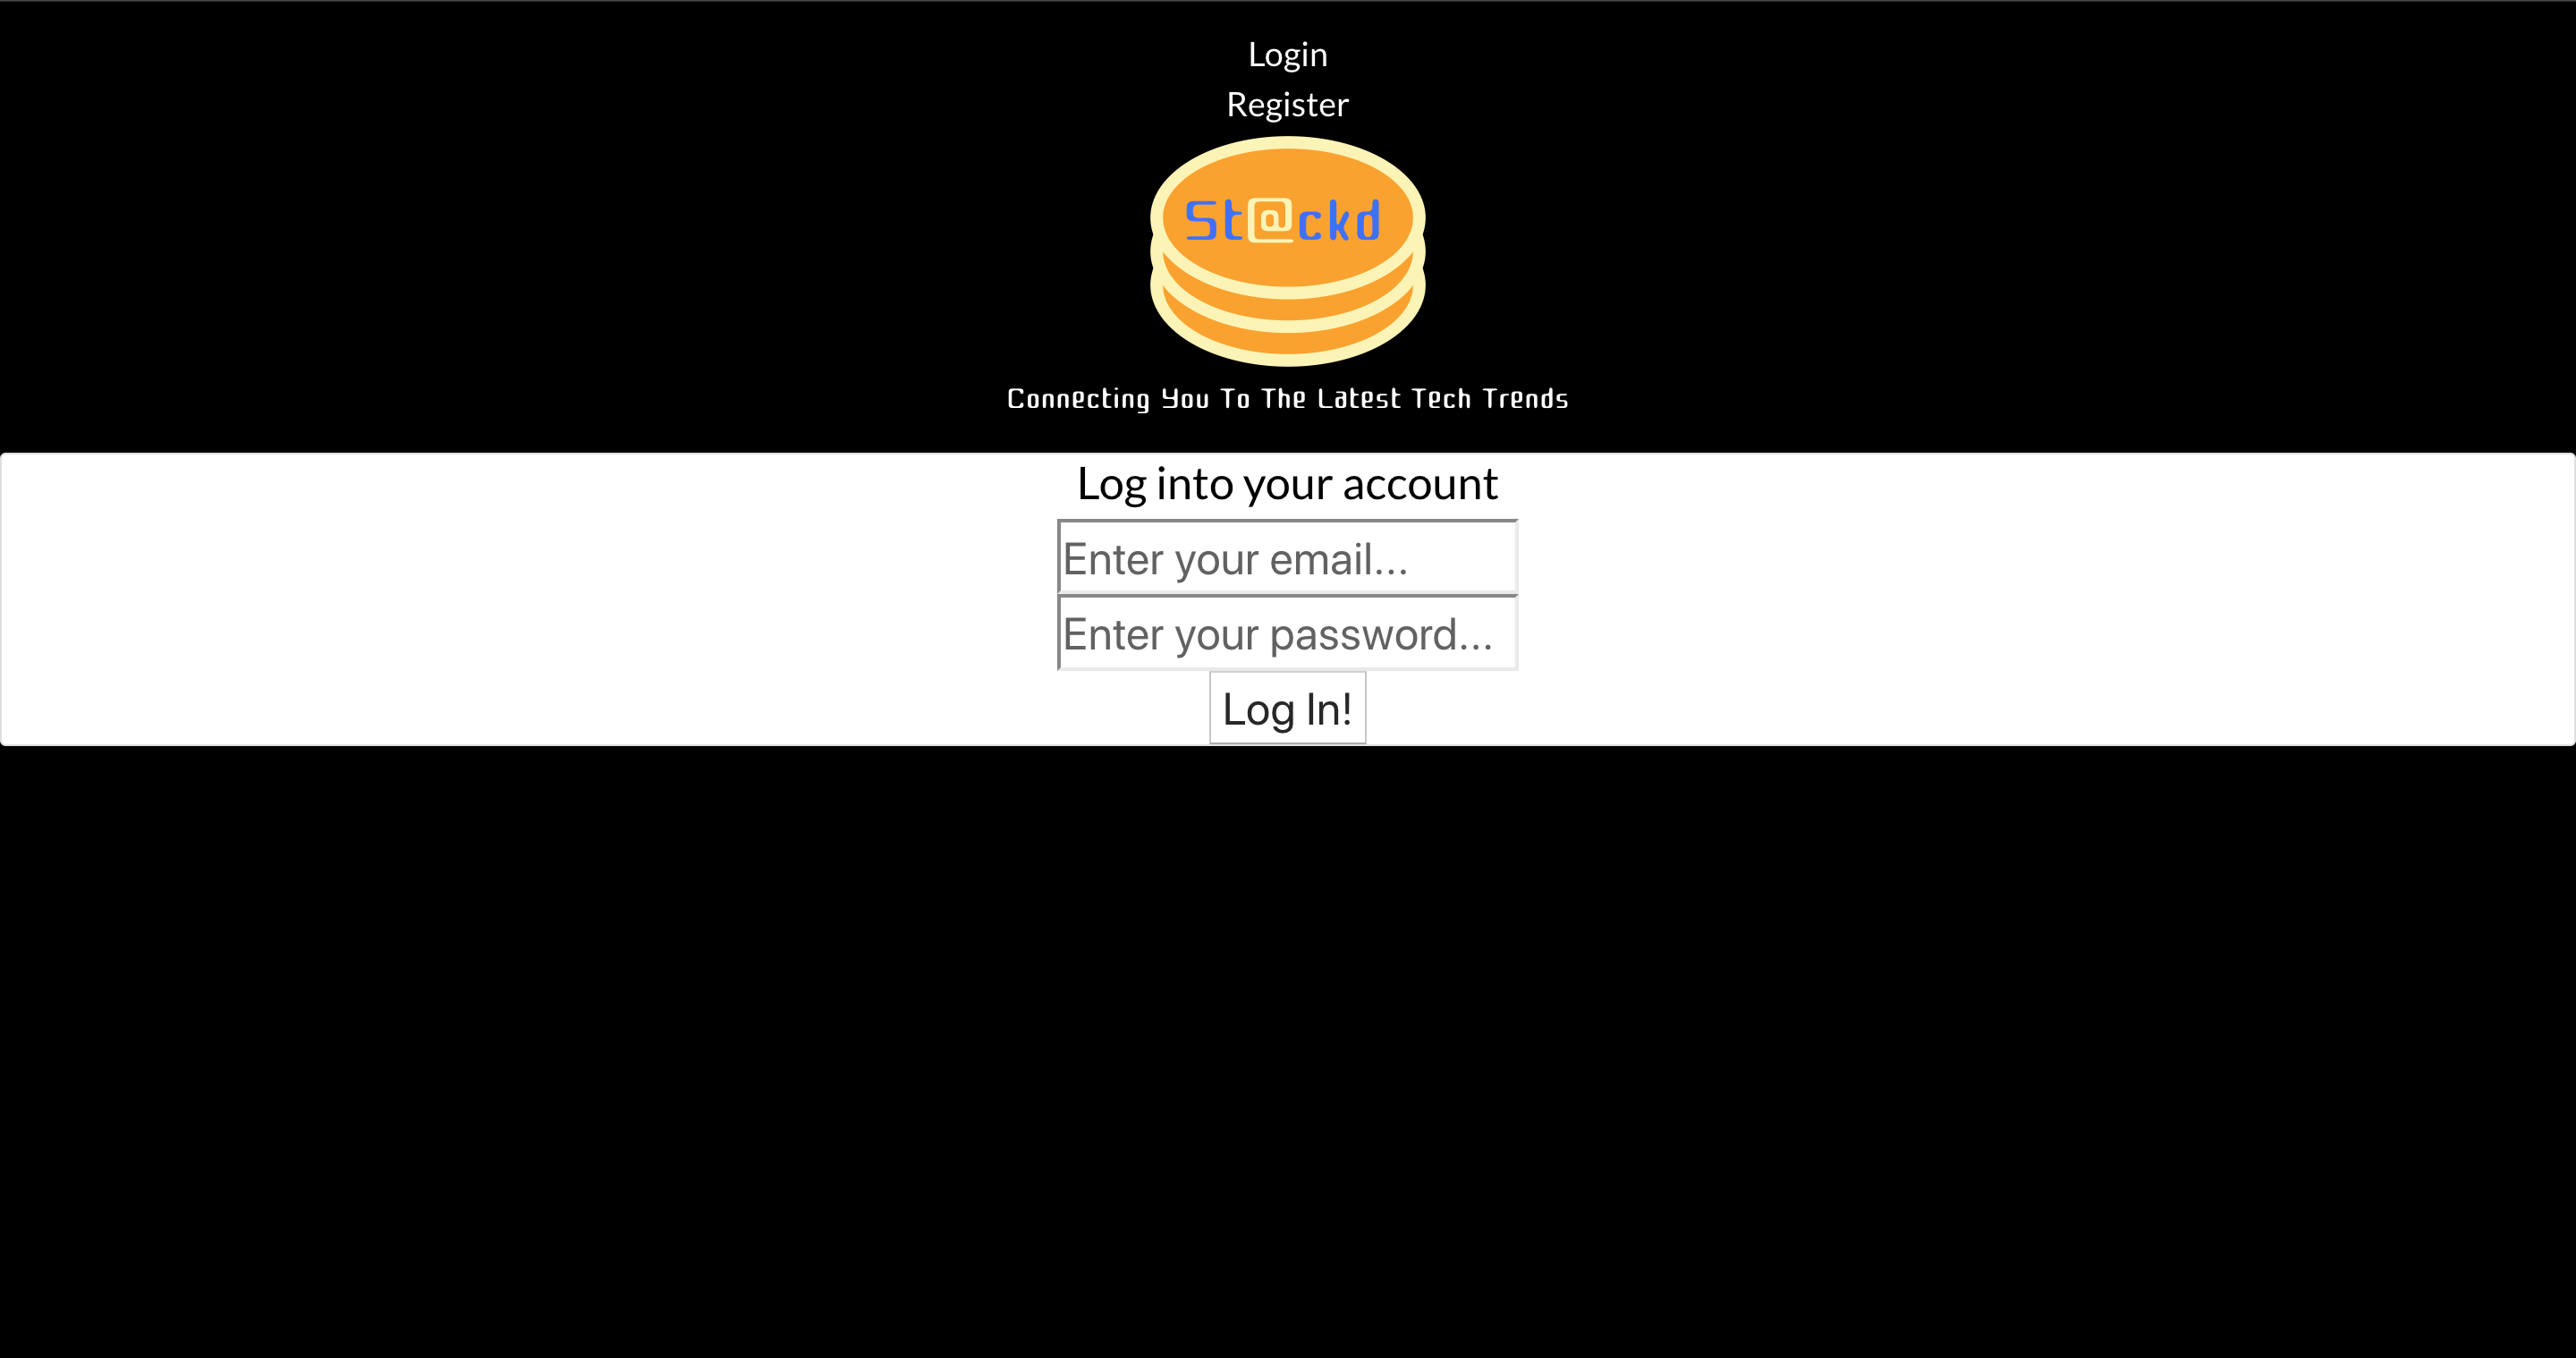 Login
Register
St@ckd
Connecting You To The Latest Tech Trends
Log into your account
Enter your email...
Enter your password...
Log In!